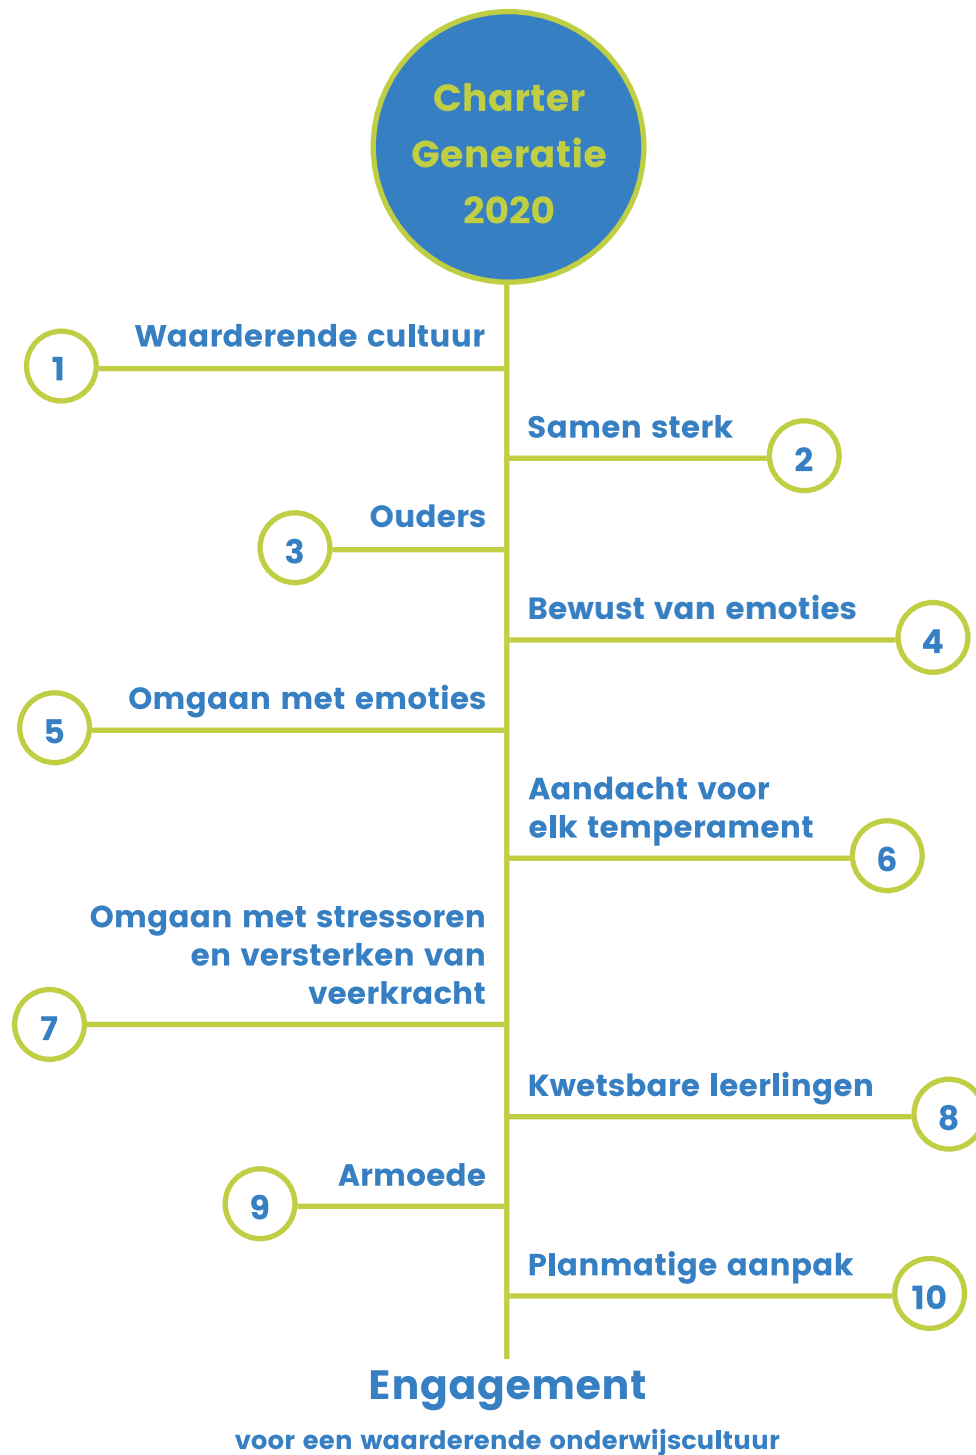 Charter
Generatie
2020
Waarderende cultuur
1
Samen sterk
2
Ouders
3
Bewust van emoties
4
Omgaan met emoties
5
Aandacht voor
elk temperament
6
Omgaan met stressoren
en versterken van
veerkracht
7
Kwetsbare leerlingen
8
Armoede
9
Planmatige aanpak
10
Engagement
voor een waarderende onderwijscultuur